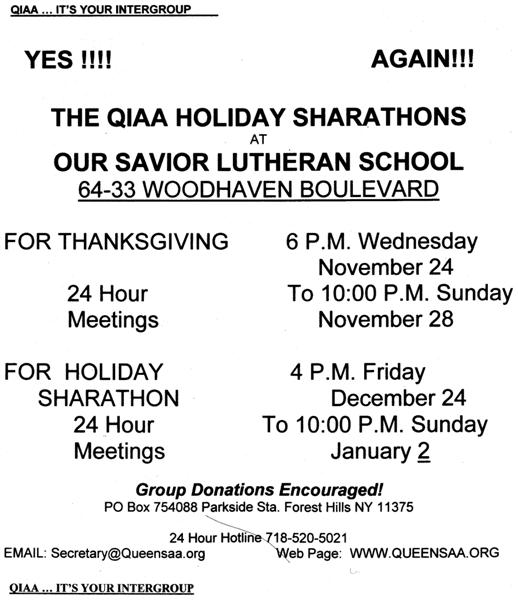 QIAA ... IT'S YOUR INTERGROUP
YES !!!! AGAIN!!!
THE QIAA HOLIDAY SHARATHONS
AT
OUR SAVIOR LUTHERAN SCHOOL
64-33 WOODHAVEN BOULEVARD
FOR THANKSGIVING 6 P.M. Wednesday
November 24
24 Hour To 10:00 P.M. Sunday
Meetings November 28
FOR HOLIDAY 4 P.M. Friday
SHARATHON December 24
24 Hour To 10:00 P.M. Sunday
Meetings January 2
Group Donations Encouraged!
PO Box 754088 Parkside Sta. Forest Hills NY 11375
24 Hour Hotline 718-520-5021
EMAIL: Secretary@Queensaa.org Web Page: WWW.QUEENSAA.ORG
QIAA ... IT'S YOUR INTERGROUP